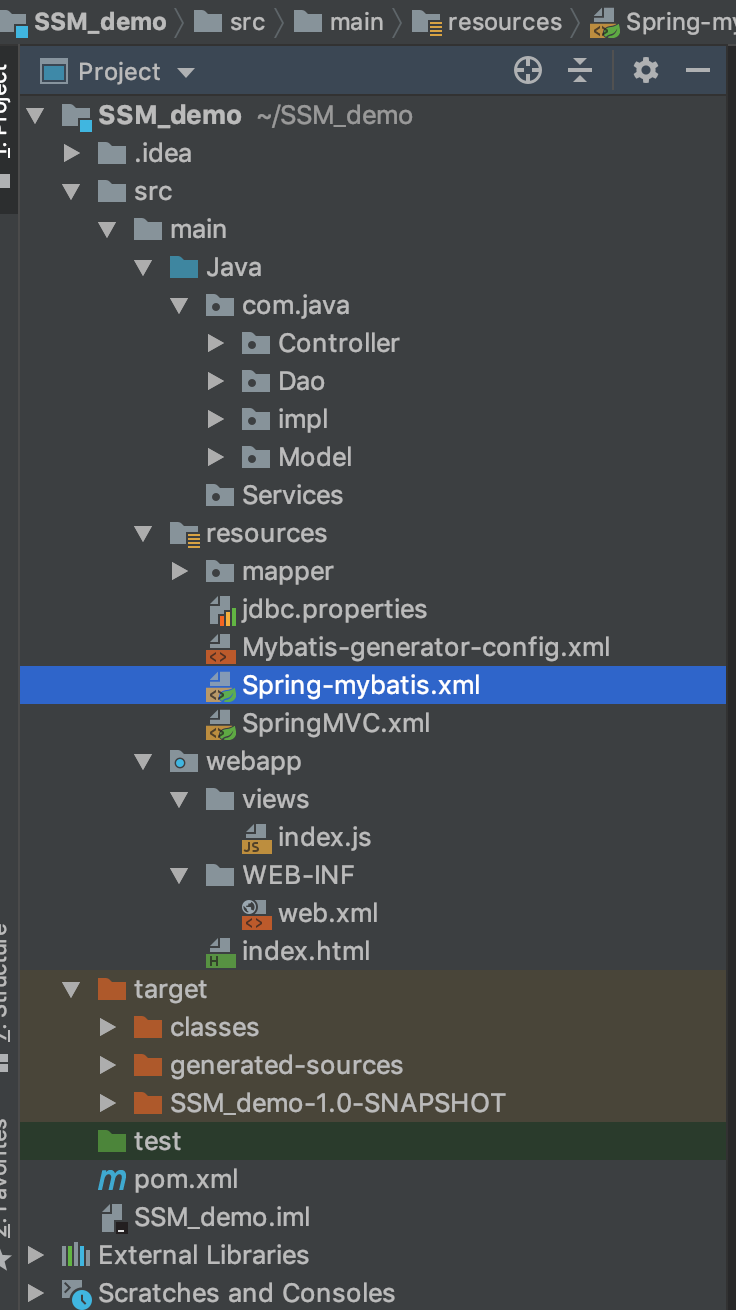 SSM_demo src main resources Spring-my
Project
SSM_demo ~/SSM_demo
.idea
src
main
Java
com.java
Controller
Dao
impl
Model
Services
resources
mapper
jdbc.properties
Mybatis-generator-config.xml
Spring-mybatis.xml
SpringMVC.xml
webapp
views
JS index.js
WEB-INF
web.xml
H index.html
target
classes
generated-sources
SSM_demo-1.0-SNAPSHOT
test
m pom.xml
SSM_demo.iml
External Libraries
Scratches and Consoles
1: Project
Z: Structure
2: Favorites